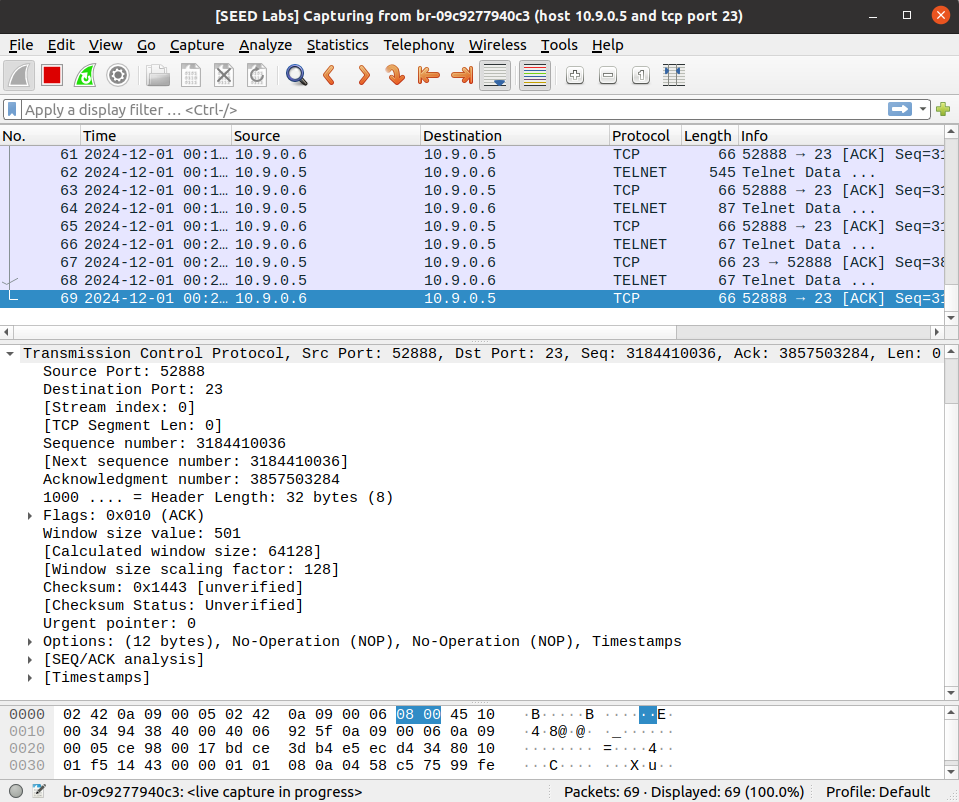 [SEED Labs] Capturing from br-09c9277940c3 (host 10.9.0.5 and tcp port 23)
File Edit View Go Capture Analyze Statistics Telephony Wireless Tools Help
Apply a display filter … <Ctrl-/>
No. Time Source Destination Protocol Length Info
61 2024-12-01 00:1… 10.9.0.6 10.9.0.5 TCP 66 52888 → 23 [ACK] Seq=31
62 2024-12-01 00:1… 10.9.0.5 10.9.0.6 TELNET 545 Telnet Data ...
63 2024-12-01 00:1… 10.9.0.6 10.9.0.5 TCP 66 52888 → 23 [ACK] Seq=31
64 2024-12-01 00:1… 10.9.0.5 10.9.0.6 TELNET 87 Telnet Data ...
65 2024-12-01 00:1… 10.9.0.6 10.9.0.5 TCP 66 52888 → 23 [ACK] Seq=31
66 2024-12-01 00:2… 10.9.0.6 10.9.0.5 TELNET 67 Telnet Data ...
67 2024-12-01 00:2… 10.9.0.5 10.9.0.6 TCP 66 23 → 52888 [ACK] Seq=38
68 2024-12-01 00:2… 10.9.0.5 10.9.0.6 TELNET 67 Telnet Data ...
69 2024-12-01 00:2… 10.9.0.6 10.9.0.5 TCP 66 52888 → 23 [ACK] Seq=31
Transmission Control Protocol, Src Port: 52888, Dst Port: 23, Seq: 3184410036, Ack: 3857503284, Len: 0
Source Port: 52888
Destination Port: 23
[Stream index: 0]
[TCP Segment Len: 0]
Sequence number: 3184410036
[Next sequence number: 3184410036]
Acknowledgment number: 3857503284
1000 .... = Header Length: 32 bytes (8)
Flags: 0x010 (ACK)
Window size value: 501
[Calculated window size: 64128]
[Window size scaling factor: 128]
Checksum: 0x1443 [unverified]
[Checksum Status: Unverified]
Urgent pointer: 0
Options: (12 bytes), No-Operation (NOP), No-Operation (NOP), Timestamps
[SEQ/ACK analysis]
[Timestamps]
0000 02 42 0a 09 00 05 02 42 0a 09 00 06 08 00 45 10 ·B·····B ······E·
0010 00 34 94 38 40 00 40 06 92 5f 0a 09 00 06 0a 09 ·4·8@·@· ·_······
0020 00 05 ce 98 00 17 bd ce 3d b4 e5 ec d4 34 80 10 ········ =····4··
0030 01 f5 14 43 00 00 01 01 08 0a 04 58 c5 75 99 fe ···C···· ···X·u··
br-09c9277940c3: <live capture in progress> Packets: 69 · Displayed: 69 (100.0%) Profile: Default